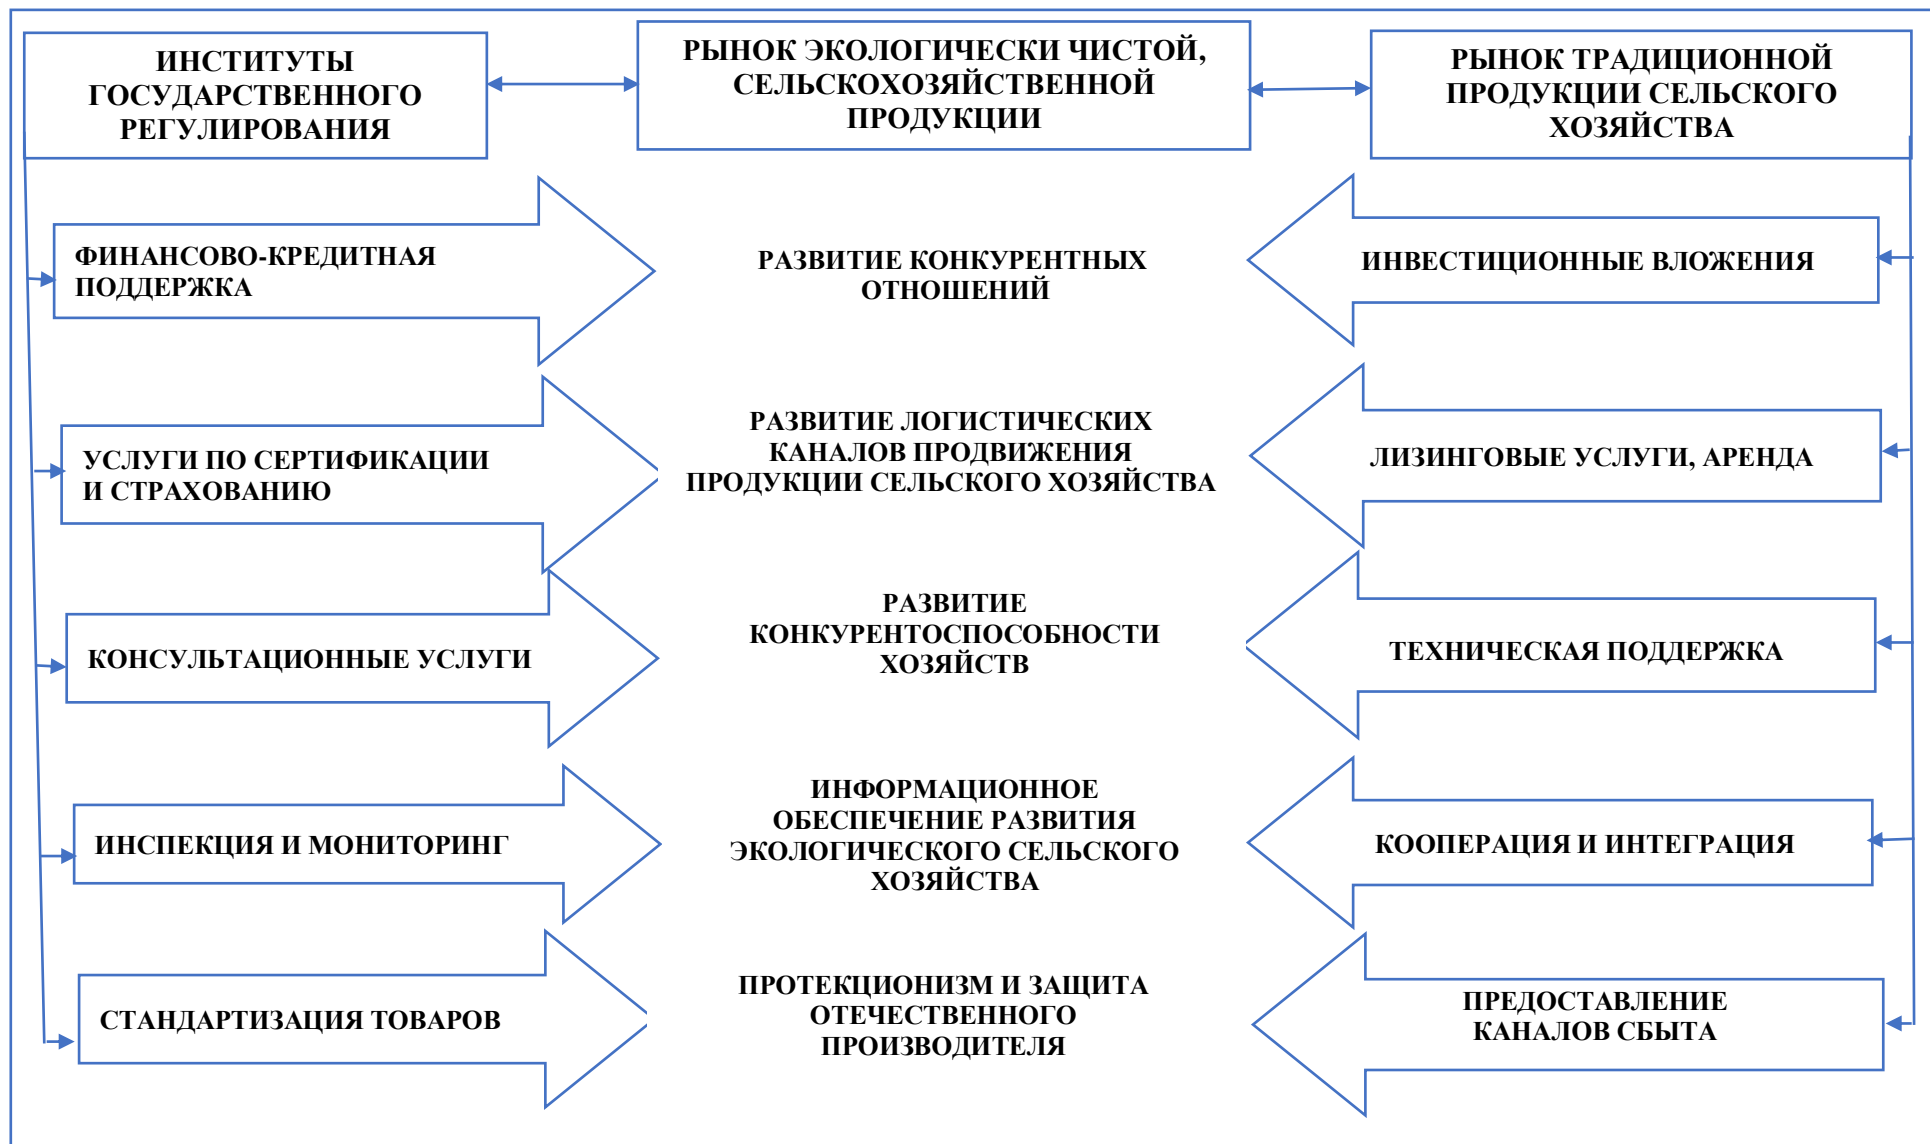 ИНСТИТУТЫ
ГОСУДАРСТВЕННОГО
РЕГУЛИРОВАНИЯ
РЫНОК ЭКОЛОГИЧЕСКИ ЧИСТОЙ,
СЕЛЬСКОХОЗЯЙСТВЕННОЙ
ПРОДУКЦИИ
РЫНОК ТРАДИЦИОННОЙ
ПРОДУКЦИИ СЕЛЬСКОГО
ХОЗЯЙСТВА
ФИНАНСОВО-КРЕДИТНАЯ
ПОДДЕРЖКА
РАЗВИТИЕ КОНКУРЕНТНЫХ
ОТНОШЕНИЙ
ИНВЕСТИЦИОННЫЕ ВЛОЖЕНИЯ
УСЛУГИ ПО СЕРТИФИКАЦИИ
И СТРАХОВАНИЮ
РАЗВИТИЕ ЛОГИСТИЧЕСКИХ
КАНАЛОВ ПРОДВИЖЕНИЯ
ПРОДУКЦИИ СЕЛЬСКОГО ХОЗЯЙСТВА
ЛИЗИНГОВЫЕ УСЛУГИ, АРЕНДА
КОНСУЛЬТАЦИОННЫЕ УСЛУГИ
РАЗВИТИЕ
КОНКУРЕНТОСПОСОБНОСТИ
ХОЗЯЙСТВ
ТЕХНИЧЕСКАЯ ПОДДЕРЖКА
ИНСПЕКЦИЯ И МОНИТОРИНГ
ИНФОРМАЦИОННОЕ
ОБЕСПЕЧЕНИЕ РАЗВИТИЯ
ЭКОЛОГИЧЕСКОГО СЕЛЬСКОГО
ХОЗЯЙСТВА
КООПЕРАЦИЯ И ИНТЕГРАЦИЯ
СТАНДАРТИЗАЦИЯ ТОВАРОВ
ПРОТЕКЦИОНИЗМ И ЗАЩИТА
ОТЕЧЕСТВЕННОГО
ПРОИЗВОДИТЕЛЯ
ПРЕДОСТАВЛЕНИЕ
КАНАЛОВ СБЫТА